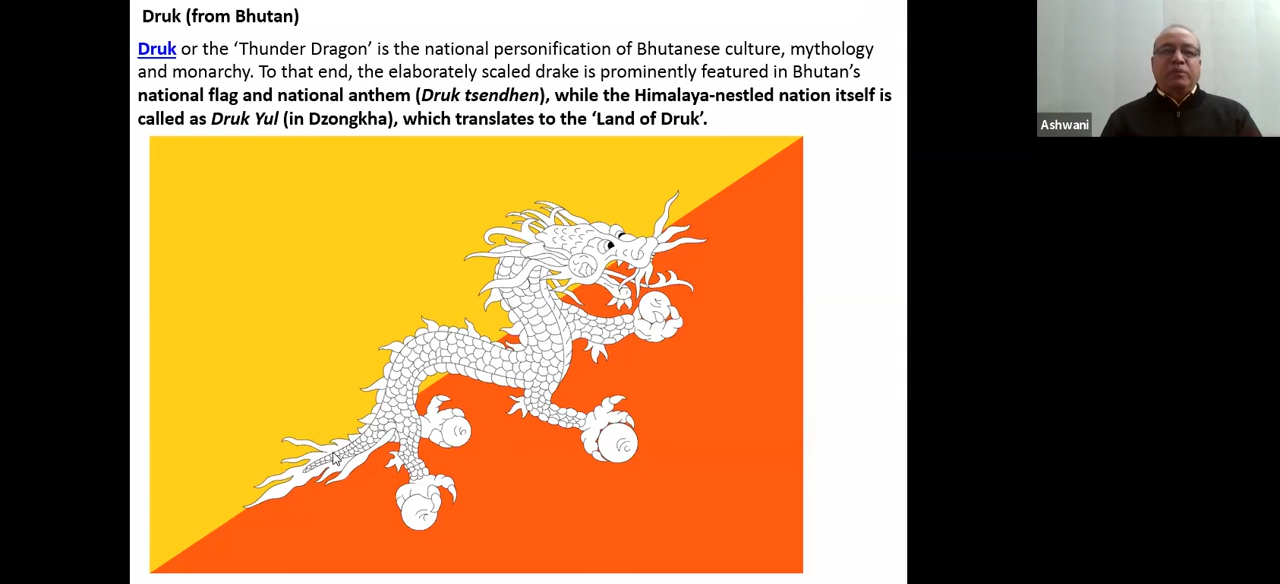 Druk (from Bhutan)
Druk or the ‘Thunder Dragon’ is the national personification of Bhutanese culture, mythology
and monarchy. To that end, the elaborately scaled drake is prominently featured in Bhutan’s
national flag and national anthem (Druk tsendhen), while the Himalaya-nestled nation itself is
called as Druk Yul (in Dzongkha), which translates to the ‘Land of Druk’.
Ashwani